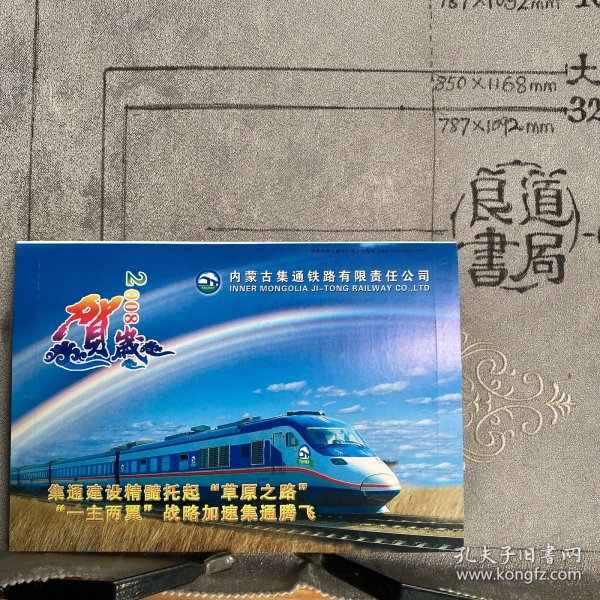 787×1092mm
大
850×1168mm
32
787×1092mm
良道
書局
内蒙古集通铁路有限责任公司
INNER MONGOLIA JI-TONG RAILWAY CO.,LTD
2008
贺岁
集通建设精髓托起“草原之路”
“一主两翼”战略加速集通腾飞
孔夫子旧书网
www.kongfz.com